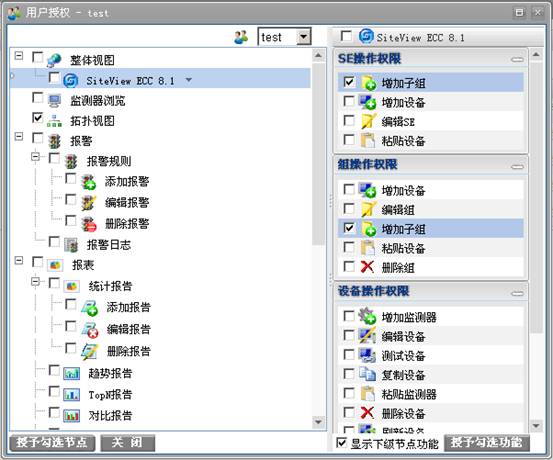 用户授权 - test
test
整体视图
SiteView ECC 8.1
监测器浏览
拓扑视图
报警
报警规则
添加报警
编辑报警
删除报警
报警日志
报表
统计报告
添加报告
编辑报告
删除报告
趋势报告
TopN报告
对比报告
授予勾选节点
关 闭
SiteView ECC 8.1
SE操作权限
增加子组
增加设备
编辑SE
粘贴设备
组操作权限
增加设备
编辑组
增加子组
粘贴设备
删除组
设备操作权限
增加监测器
编辑设备
测试设备
复制设备
粘贴监测器
删除设备
刷新设备
显示下级节点功能
授予勾选功能